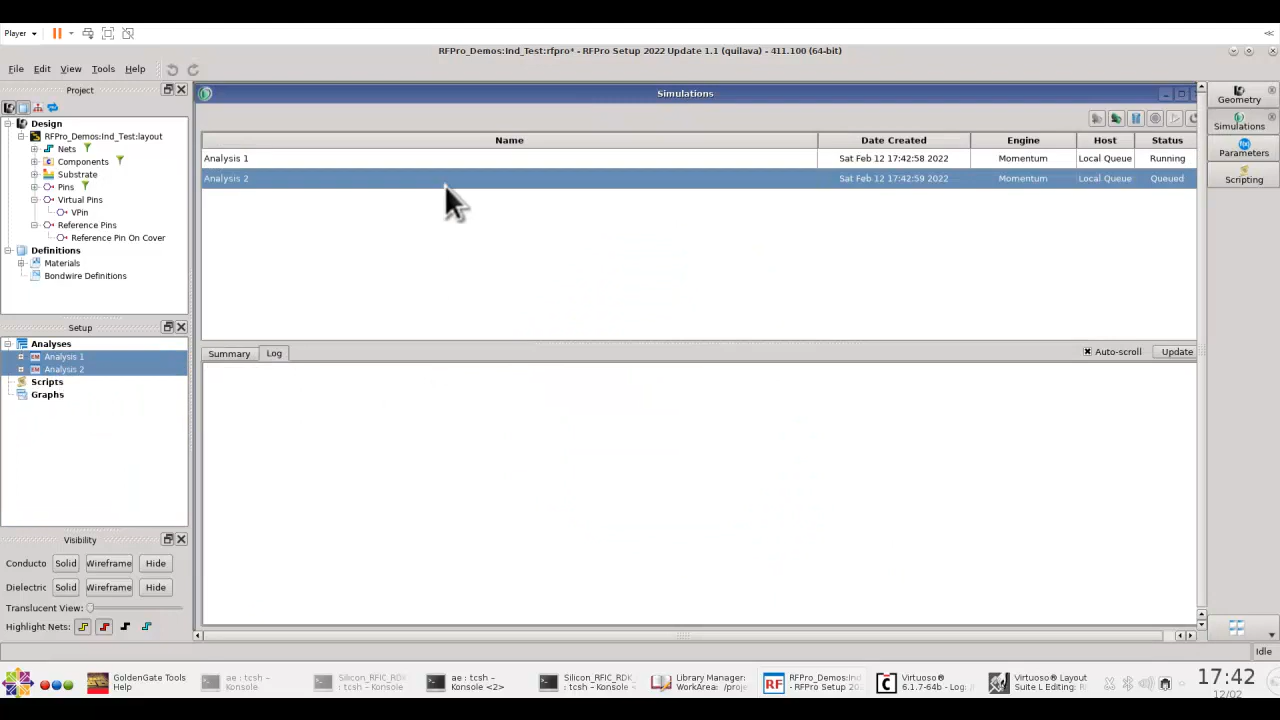 Player
RFPro_Demos:Ind_Test:rfpro* - RFPro Setup 2022 Update 1.1 (quilava) - 411.100 (64-bit)
File Edit View Tools Help
Project
Design
RFPro_Demos:Ind_Test:layout
Nets
Components
Substrate
Pins
Virtual Pins
VPin
Reference Pins
Reference Pin On Cover
Definitions
Materials
Bondwire Definitions
Setup
Analyses
Analysis 1
Analysis 2
Scripts
Graphs
Visibility
Conducto Solid Wireframe Hide
Dielectric Solid Wireframe Hide
Translucent View:
Highlight Nets:
Simulations
Name Date Created Engine Host Status
Analysis 1 Sat Feb 12 17:42:58 2022 Momentum Local Queue Running
Analysis 2 Sat Feb 12 17:42:59 2022 Momentum Local Queue Queued
Summary Log Auto-scroll Update
Geometry
Simulations
f(x)
Parameters
Scripting
Idle
GoldenGate Tools
Help
ae : tcsh –
Konsole
Silicon_RFIC_RDK
: tcsh – Konsole
ae : tcsh –
Konsole <2>
Silicon_RFIC_RDK
: tcsh – Konsole <
Library Manager:
WorkArea: /proje
RF
RFPro_Demos:Ind
- RFPro Setup 202
Virtuoso®
6.1.7-64b - Log: /
Virtuoso® Layout
Suite L Editing: R
17:42
12/02